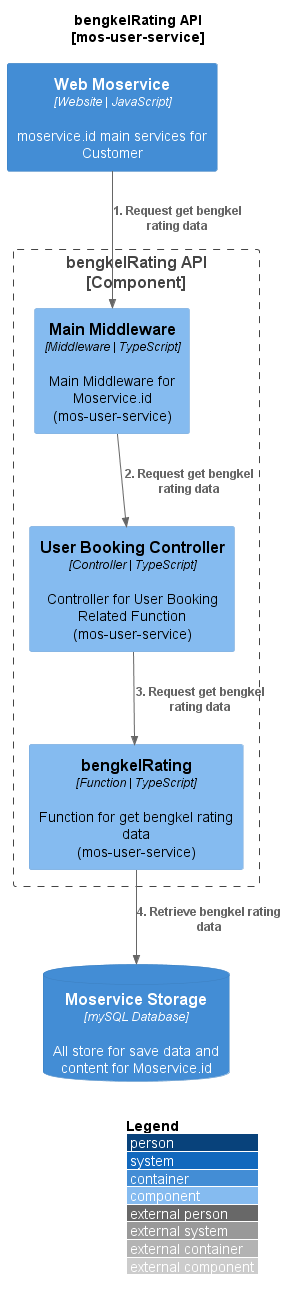 bengkelRating API
[mos-user-service]
Web Moservice
[Website | JavaScript]
moservice.id main services for
Customer
1. Request get bengkel
rating data
bengkelRating API
[Component]
Main Middleware
[Middleware | TypeScript]
Main Middleware for
Moservice.id
(mos-user-service)
2. Request get bengkel
rating data
User Booking Controller
[Controller | TypeScript]
Controller for User Booking
Related Function
(mos-user-service)
3. Request get bengkel
rating data
bengkelRating
[Function | TypeScript]
Function for get bengkel rating
data
(mos-user-service)
4. Retrieve bengkel rating
data
Moservice Storage
[mySQL Database]
All store for save data and
content for Moservice.id
Legend
person
system
container
component
external person
external system
external container
external component